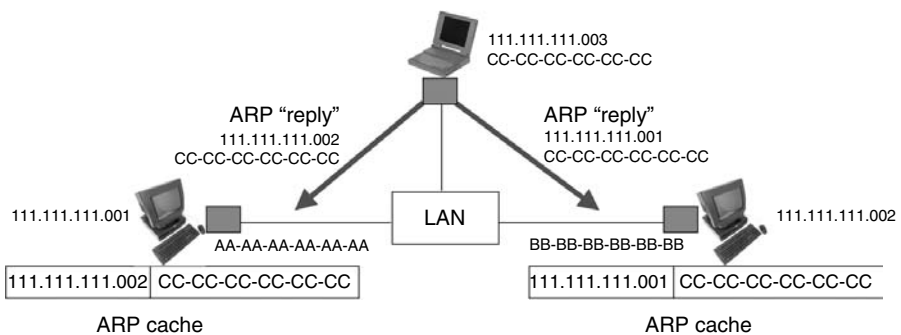 111.111.111.003
CC-CC-CC-CC-CC-CC
ARP “reply”
111.111.111.002
CC-CC-CC-CC-CC-CC
ARP “reply”
111.111.111.001
CC-CC-CC-CC-CC-CC
111.111.111.001
AA-AA-AA-AA-AA-AA
LAN
BB-BB-BB-BB-BB-BB
111.111.111.002
111.111.111.002 CC-CC-CC-CC-CC-CC
111.111.111.001 CC-CC-CC-CC-CC-CC
ARP cache
ARP cache